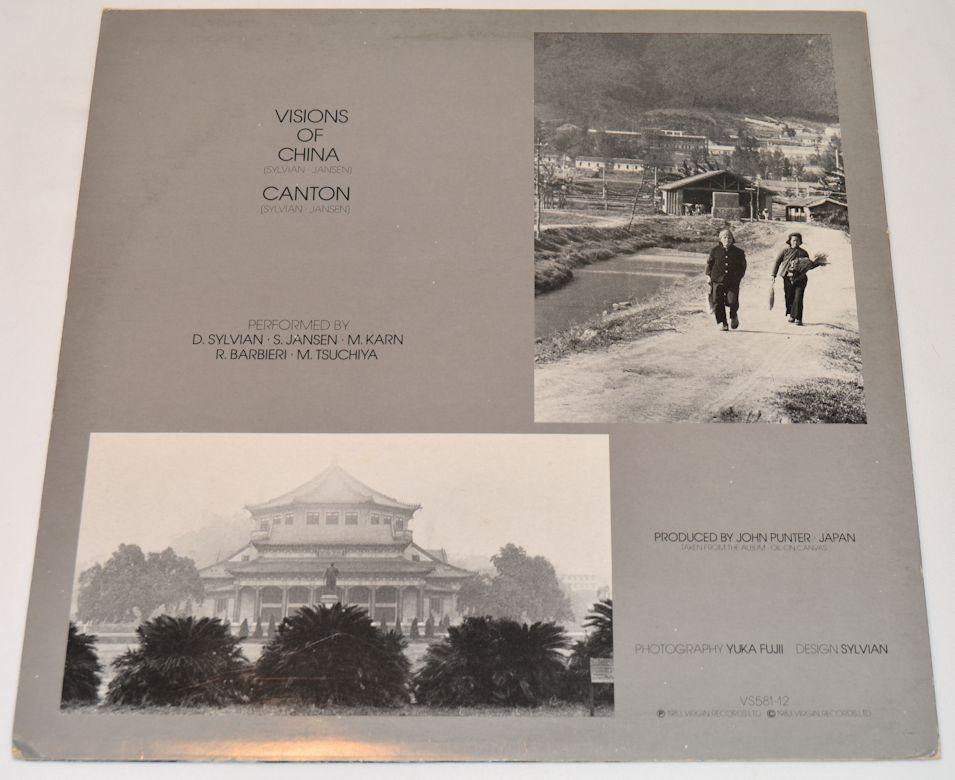 VISIONS
OF
CHINA
(SYLVIAN · JANSEN)
CANTON
(SYLVIAN · JANSEN)
PERFORMED BY
D. SYLVIAN · S. JANSEN · M. KARN
R. BARBIERI · M. TSUCHIYA
PRODUCED BY JOHN PUNTER · JAPAN
TAKEN FROM THE ALBUM 'OIL ON CANVAS'
PHOTOGRAPHY YUKA FUJII DESIGN SYLVIAN
VS581-12
℗ 1983 VIRGIN RECORDS LTD © 1983 VIRGIN RECORDS LTD